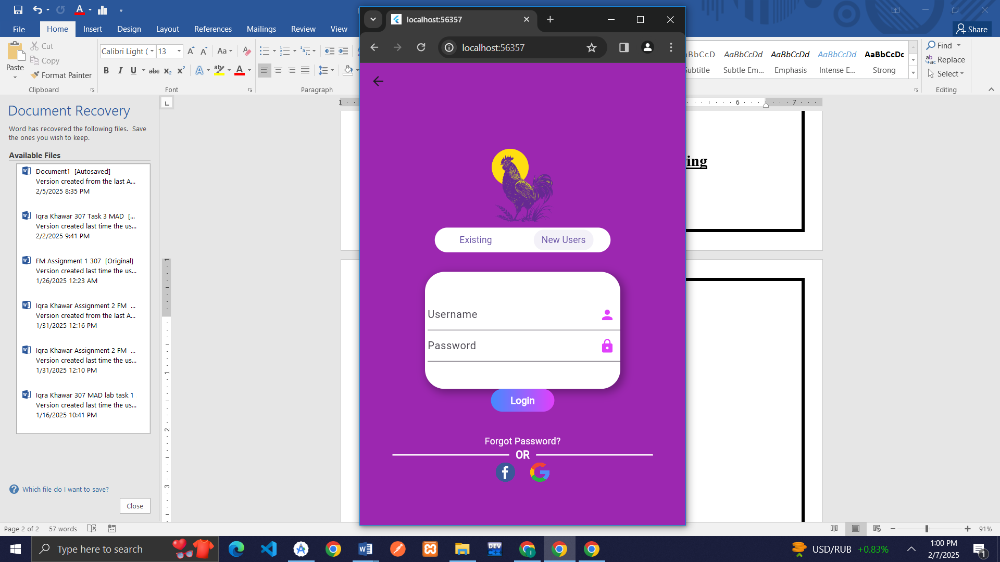 File
Home
Insert
Design
Layout
References
Mailings
Review
View
Share
Paste
Cut
Copy
Format Painter
Clipboard
Calibri Light (
13
Font
Paragraph
Subtitle
AaBbCcDd
Subtle Em...
AaBbCcDd
Emphasis
AaBbCcDd
Intense E...
Strong
Find
Replace
Select
Editing
Document Recovery
Word has recovered the following files. Save
the ones you wish to keep.
Available Files
Document1 [Autosaved]
Version created from the last A...
2/5/2025 8:35 PM
Iqra Khawar 307 Task 3 MAD [...
Version created last time the us...
2/2/2025 9:41 PM
FM Assignment 1 307 [Original]
Version created last time the us...
1/26/2025 12:23 AM
Iqra Khawar Assignment 2 FM ...
Version created from the last A...
1/31/2025 12:16 PM
Iqra Khawar Assignment 2 FM ...
Version created last time the us...
1/31/2025 12:10 PM
Iqra Khawar 307 MAD lab task 1
Version created last time the us...
1/16/2025 10:41 PM
Which file do I want to save?
Close
localhost:56357
localhost:56357
Existing
New Users
Username
Password
Login
Forgot Password?
OR
Page 2 of 2
57 words
91%
Type here to search
USD/RUB +0.83%
1:00 PM
2/7/2025
1